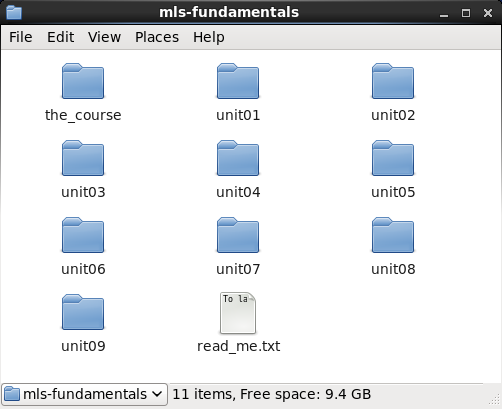 mls-fundamentals
File Edit View Places Help
the_course unit01 unit02
unit03 unit04 unit05
unit06 unit07 unit08
To la
unit09 read_me.txt
mls-fundamentals 11 items, Free space: 9.4 GB